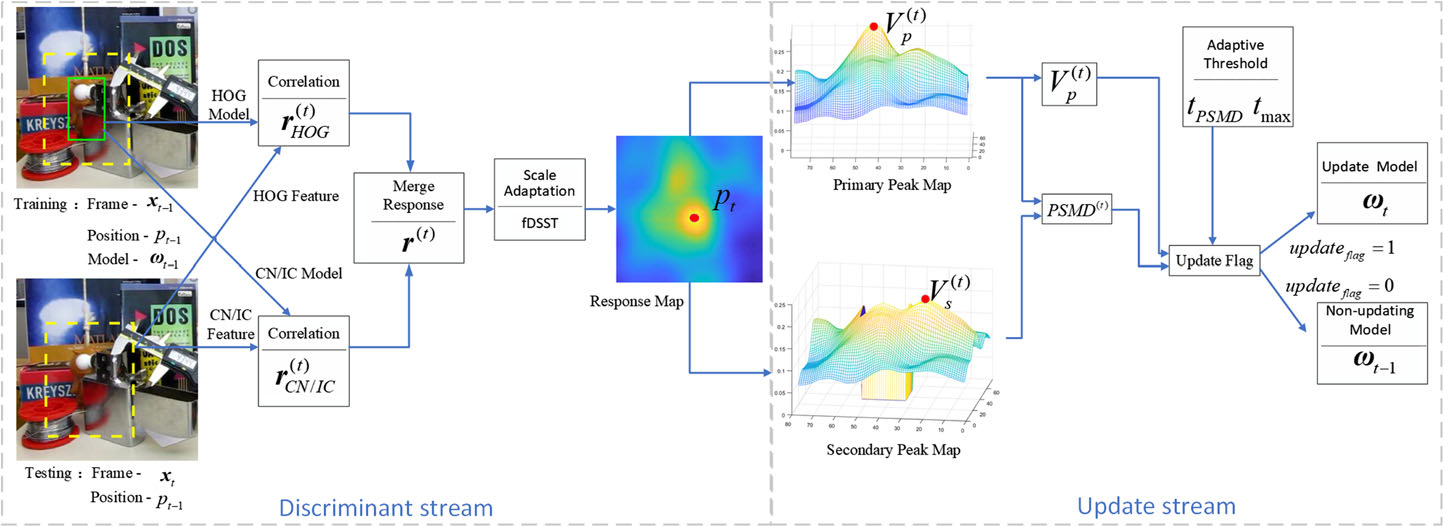 DOS
MATLAB
KREYSZ
Training : Frame - x_{t-1}
Position - p_{t-1}
Model - ω_{t-1}
DOS
KREYSZ
Testing : Frame - x_t
Position - p_{t-1}
HOG
Model
HOG Feature
CN/IC Model
CN/IC
Feature
Correlation
r_{HOG}^{(t)}
Correlation
r_{CN/IC}^{(t)}
Merge
Response
r^{(t)}
Scale
Adaptation
fDSST
p_t
Response Map
Discriminant stream
V_p^{(t)}
0.25
0.2
0.15
0.1
0.05
0
70 60 50 40 30 20 10 0
60
40
20
0
Primary Peak Map
V_s^{(t)}
0.25
0.2
0.15
0.1
0.05
0
80 70 60 50 40 30 20 10 0
60
40
20
0
Secondary Peak Map
V_p^{(t)}
PSMD^{(t)}
Adaptive
Threshold
t_{PSMD} t_{max}
Update Flag
Update Model
ω_t
update_{flag} = 1
update_{flag} = 0
Non-updating
Model
ω_{t-1}
Update stream